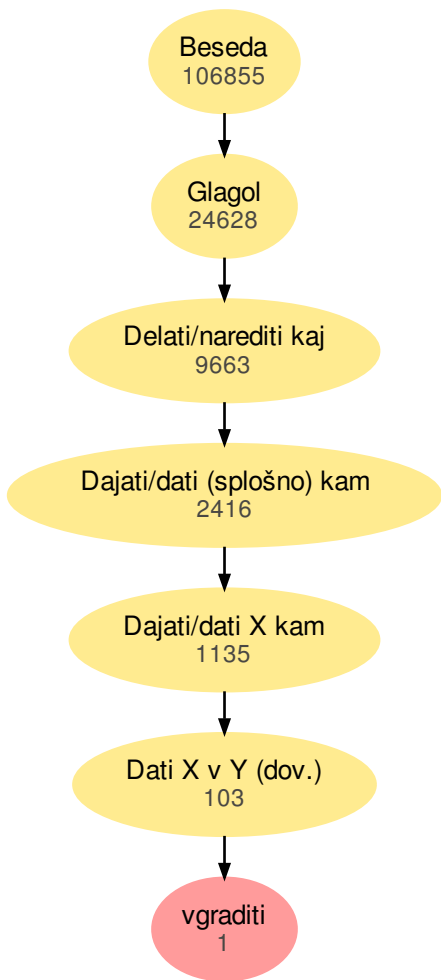 Beseda
106855
Glagol
24628
Delati/narediti kaj
9663
Dajati/dati (splošno) kam
2416
Dajati/dati X kam
1135
Dati X v Y (dov.)
103
vgraditi
1